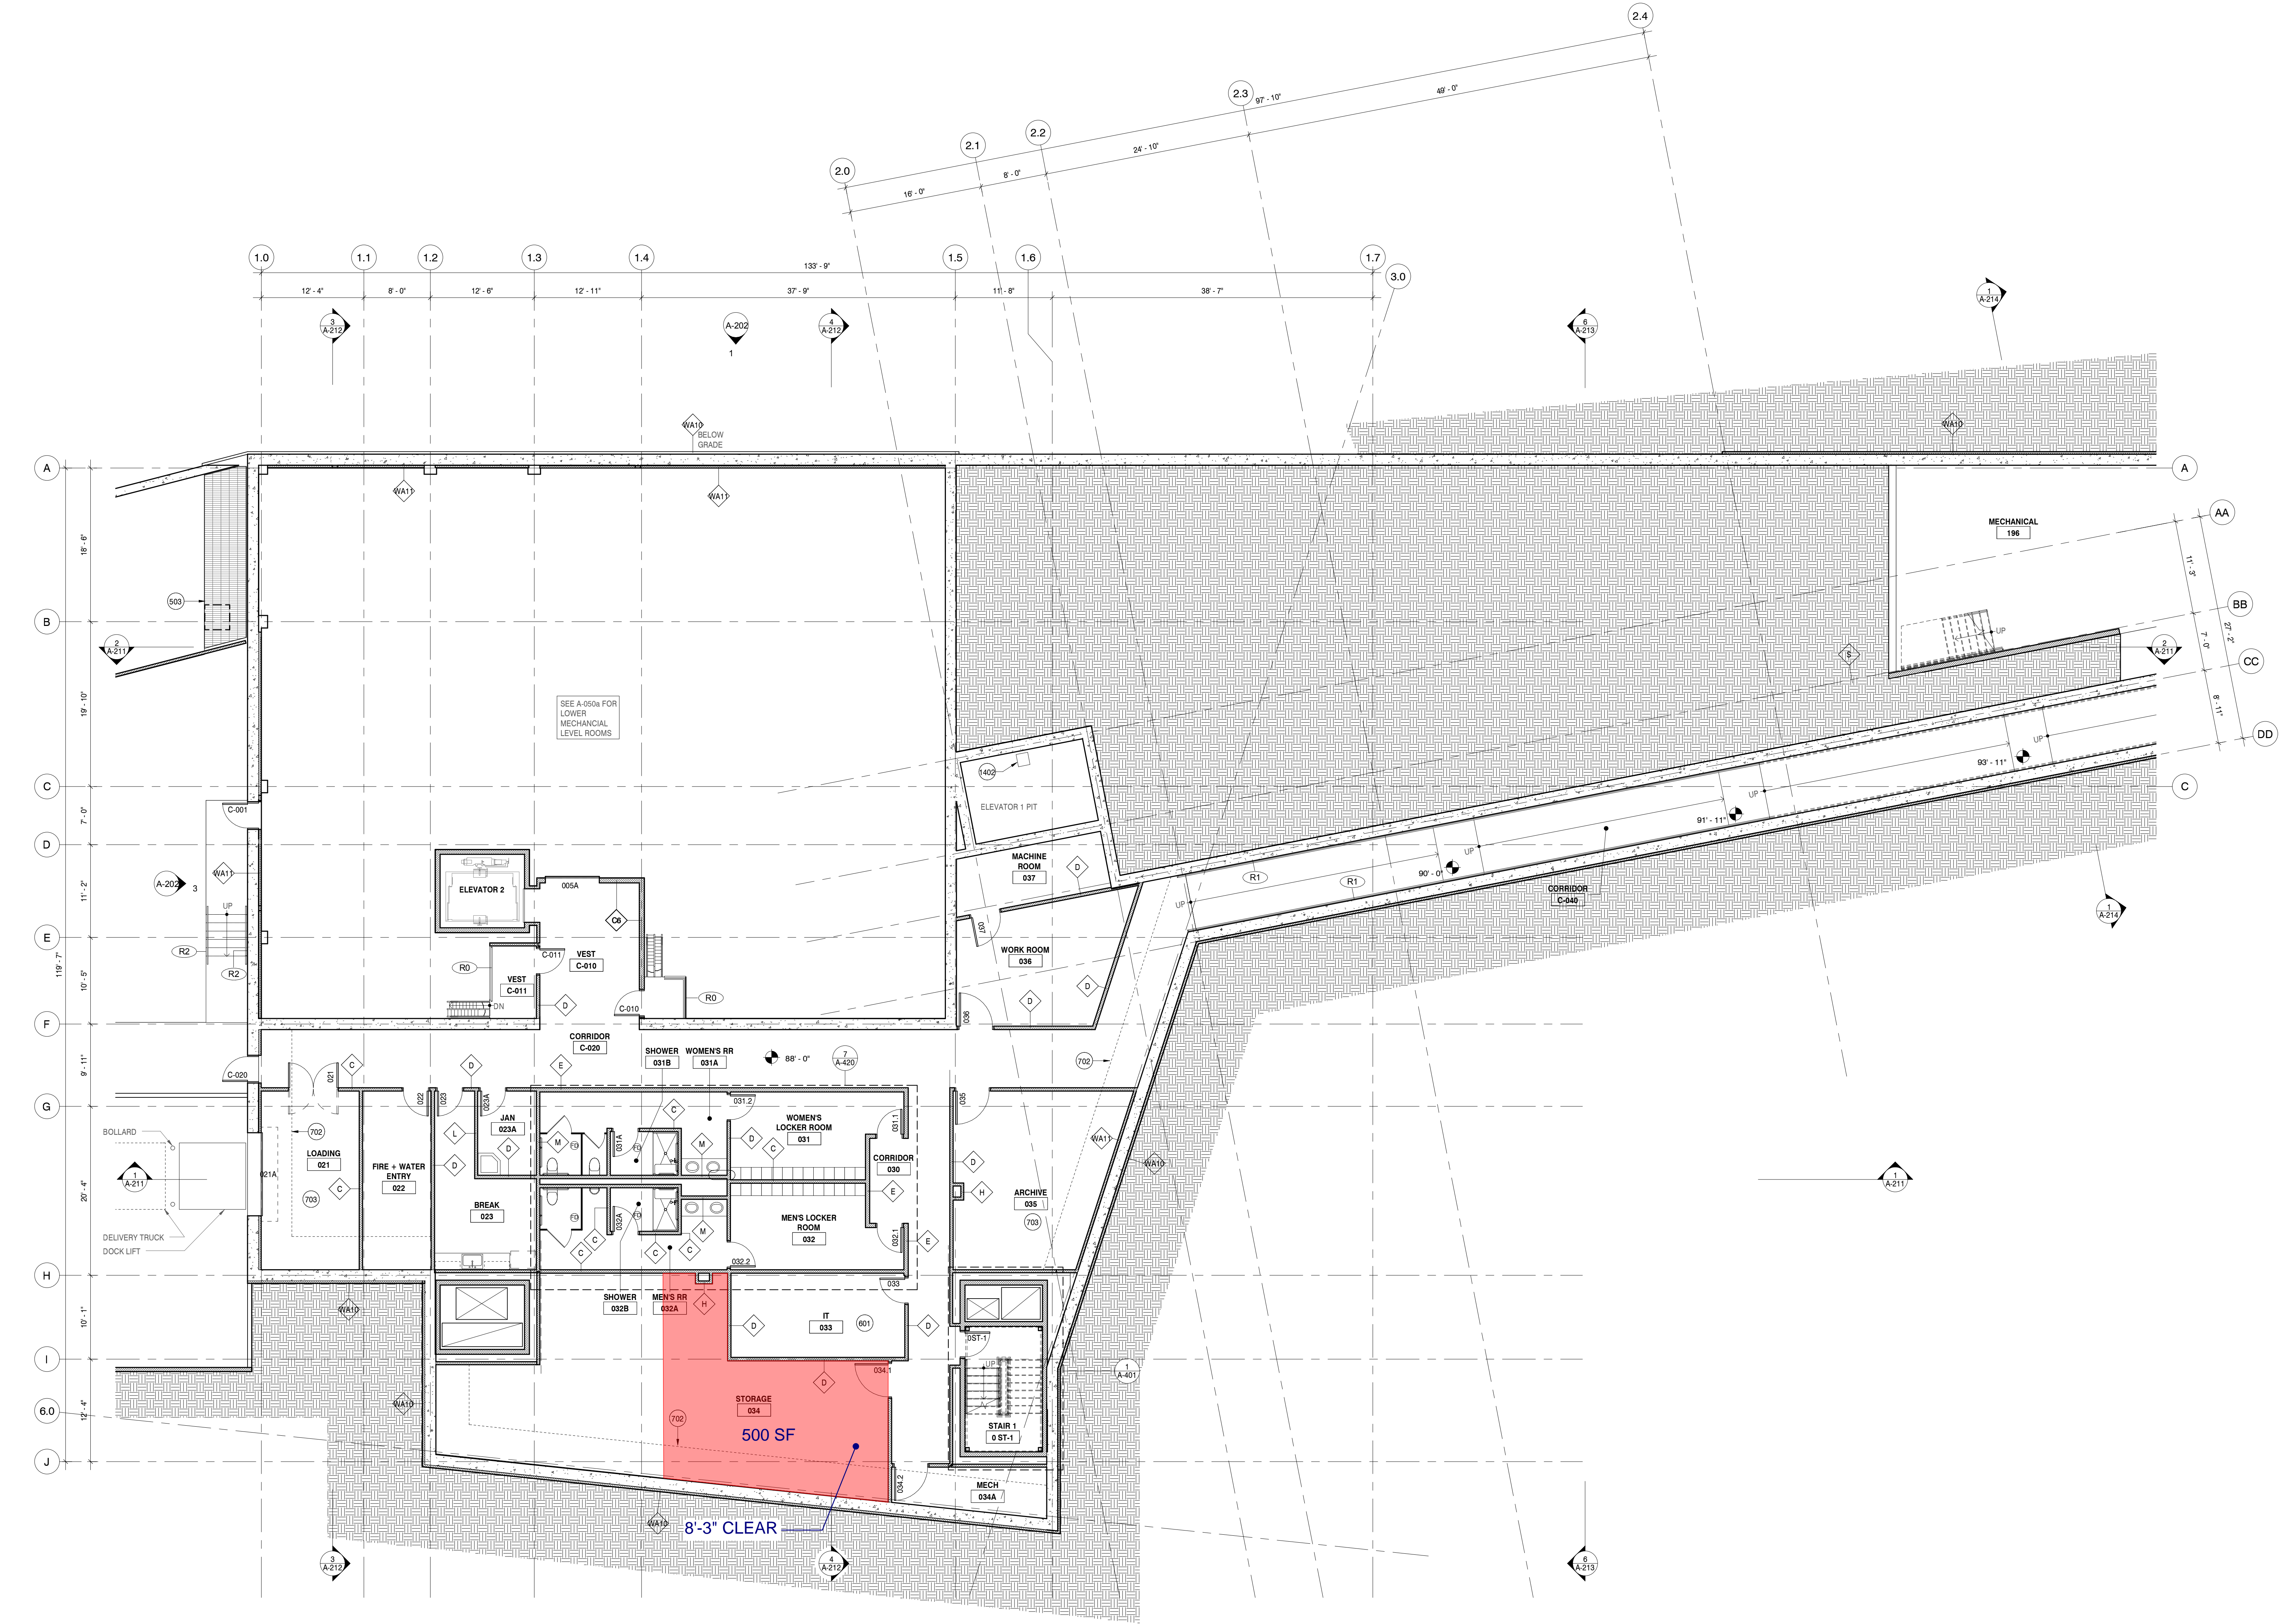 2.4
2.3
97' - 10"
49' - 0"
2.2
2.1
24' - 10"
2.0
8' - 0"
16' - 0"
1.0
1.1
1.2
1.3
1.4
1.5
1.6
1.7
3.0
133' - 9"
12' - 4"
8' - 0"
12' - 6"
12' - 11"
37' - 9"
11' - 8"
38' - 7"
3
A-212
A-202
1
4
A-212
6
A-213
1
A-214
WA10
BELOW
GRADE
WA10
A
A
WA11
WA11
AA
MECHANICAL
196
18' - 6"
11' - 3"
503
BB
B
UP
7' - 0"
27' - 2"
2
A-211
S
2
A-211
CC
19' - 10"
SEE A-050a FOR
LOWER
MECHANCIAL
LEVEL ROOMS
8' - 11"
UP
DD
93' - 11"
1402
C
C
UP
ELEVATOR 1 PIT
C-001
7' - 0"
91' - 11"
D
UP
MACHINE
ROOM
037
D
WA11
90' - 0"
R1
R1
A-202
3
ELEVATOR 2
005A
CORRIDOR
C-040
11' - 2"
UP
UP
C6
1
A-214
037
E
R2
R2
WORK ROOM
036
C-011
VEST
C-010
R0
VEST
C-011
119' - 7"
10' - 5"
D
D
D
R0
DN
C-010
036
F
CORRIDOR
C-020
SHOWER
031B
WOMEN'S RR
031A
88' - 0"
7
A-420
702
9' - 11"
C-020
021
C
D
E
022
023
023A
031.2
035
G
JAN
023A
C
WOMEN'S
LOCKER ROOM
031
031.1
BOLLARD
702
L
M
FD
031A
FD
M
D
C
D
WA11
LOADING
021
D
CORRIDOR
030
D
WA10
1
A-211
021A
FIRE + WATER
ENTRY
022
C
703
20' - 4"
BREAK
023
E
H
ARCHIVE
035
703
1
A-211
FD
032A
FD
M
MEN'S LOCKER
ROOM
032
032.1
E
DELIVERY TRUCK
DOCK LIFT
C
C
C
C
032.2
H
033
WA10
SHOWER
032B
MEN'S RR
032A
H
10' - 1"
D
IT
033
601
D
0ST-1
I
UP
034.1
1
A-401
D
WA10
STORAGE
034
6.0
12' - 4"
702
500 SF
STAIR 1
0 ST-1
J
034.2
MECH
034A
WA10
8'-3" CLEAR
3
A-212
4
A-212
6
A-213